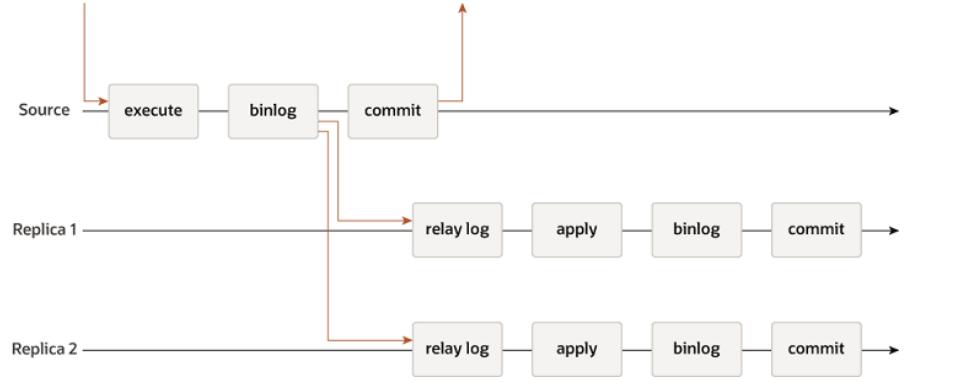 Source execute binlog commit
Replica 1 relay log apply binlog commit
Replica 2 relay log apply binlog commit